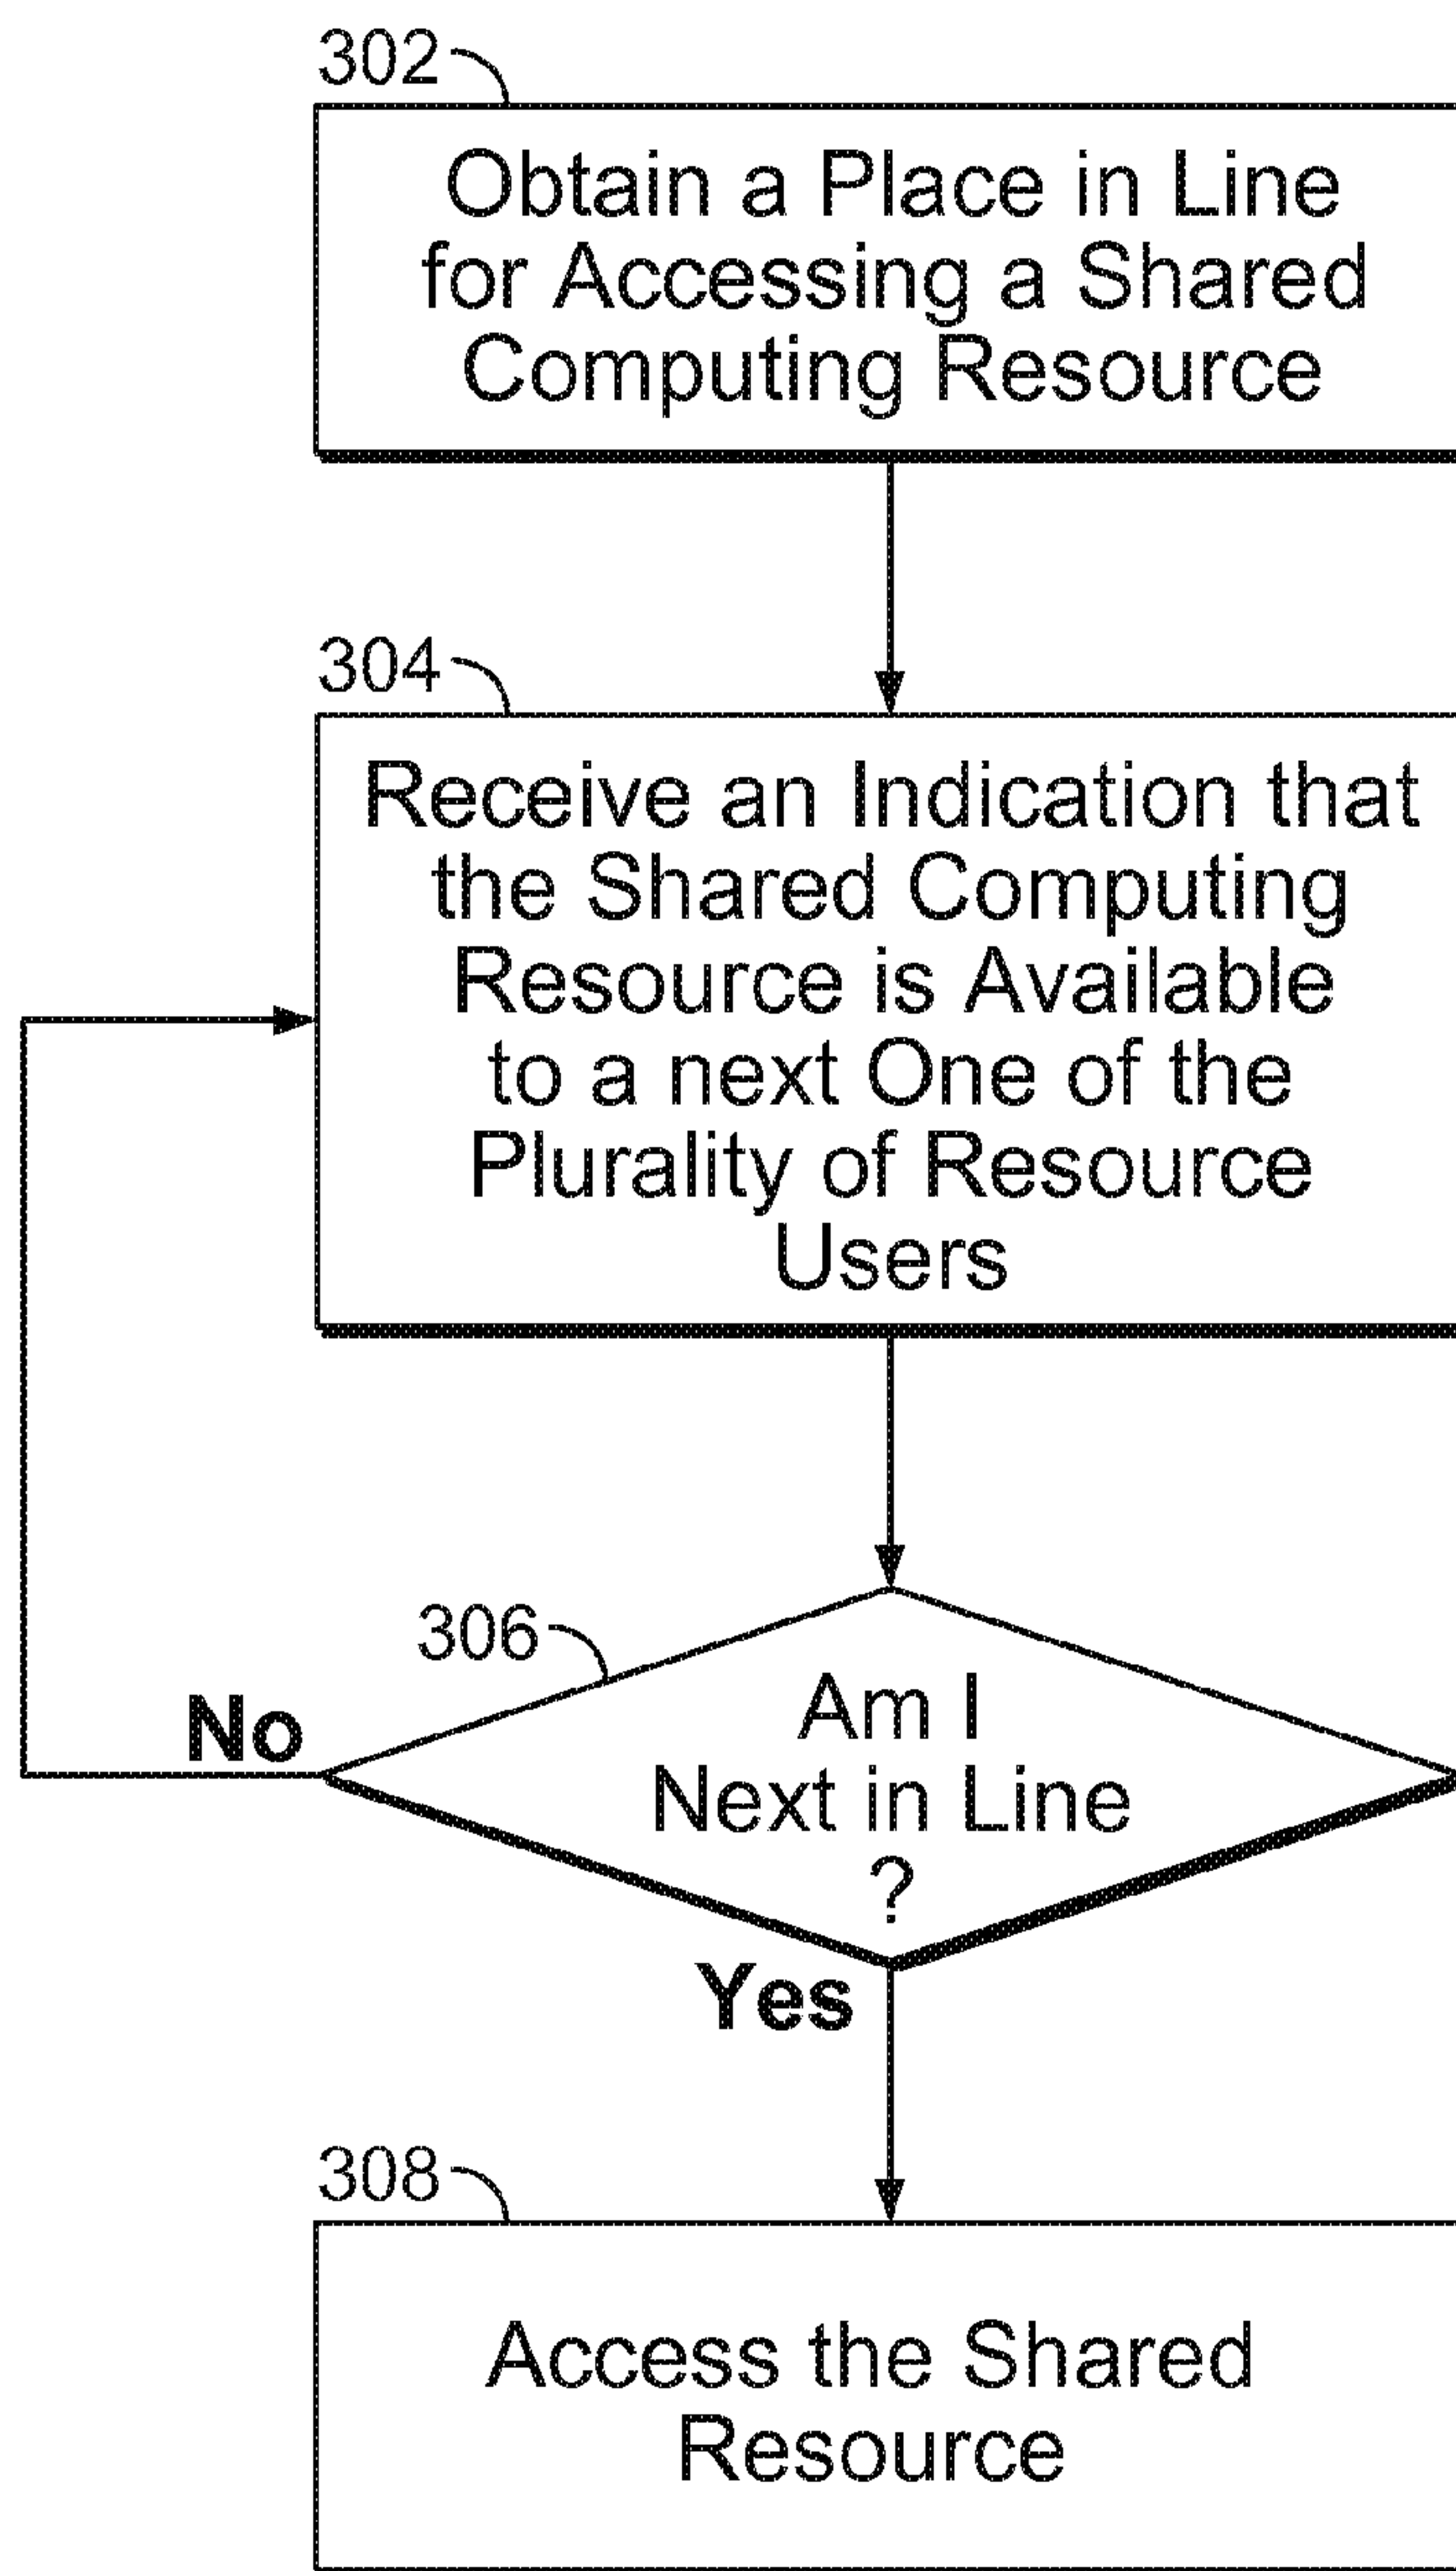 302
Obtain a Place in Line
for Accessing a Shared
Computing Resource
304
Receive an Indication that
the Shared Computing
Resource is Available
to a next One of the
Plurality of Resource
Users
306
Am I
Next in Line
?
No
Yes
308
Access the Shared
Resource